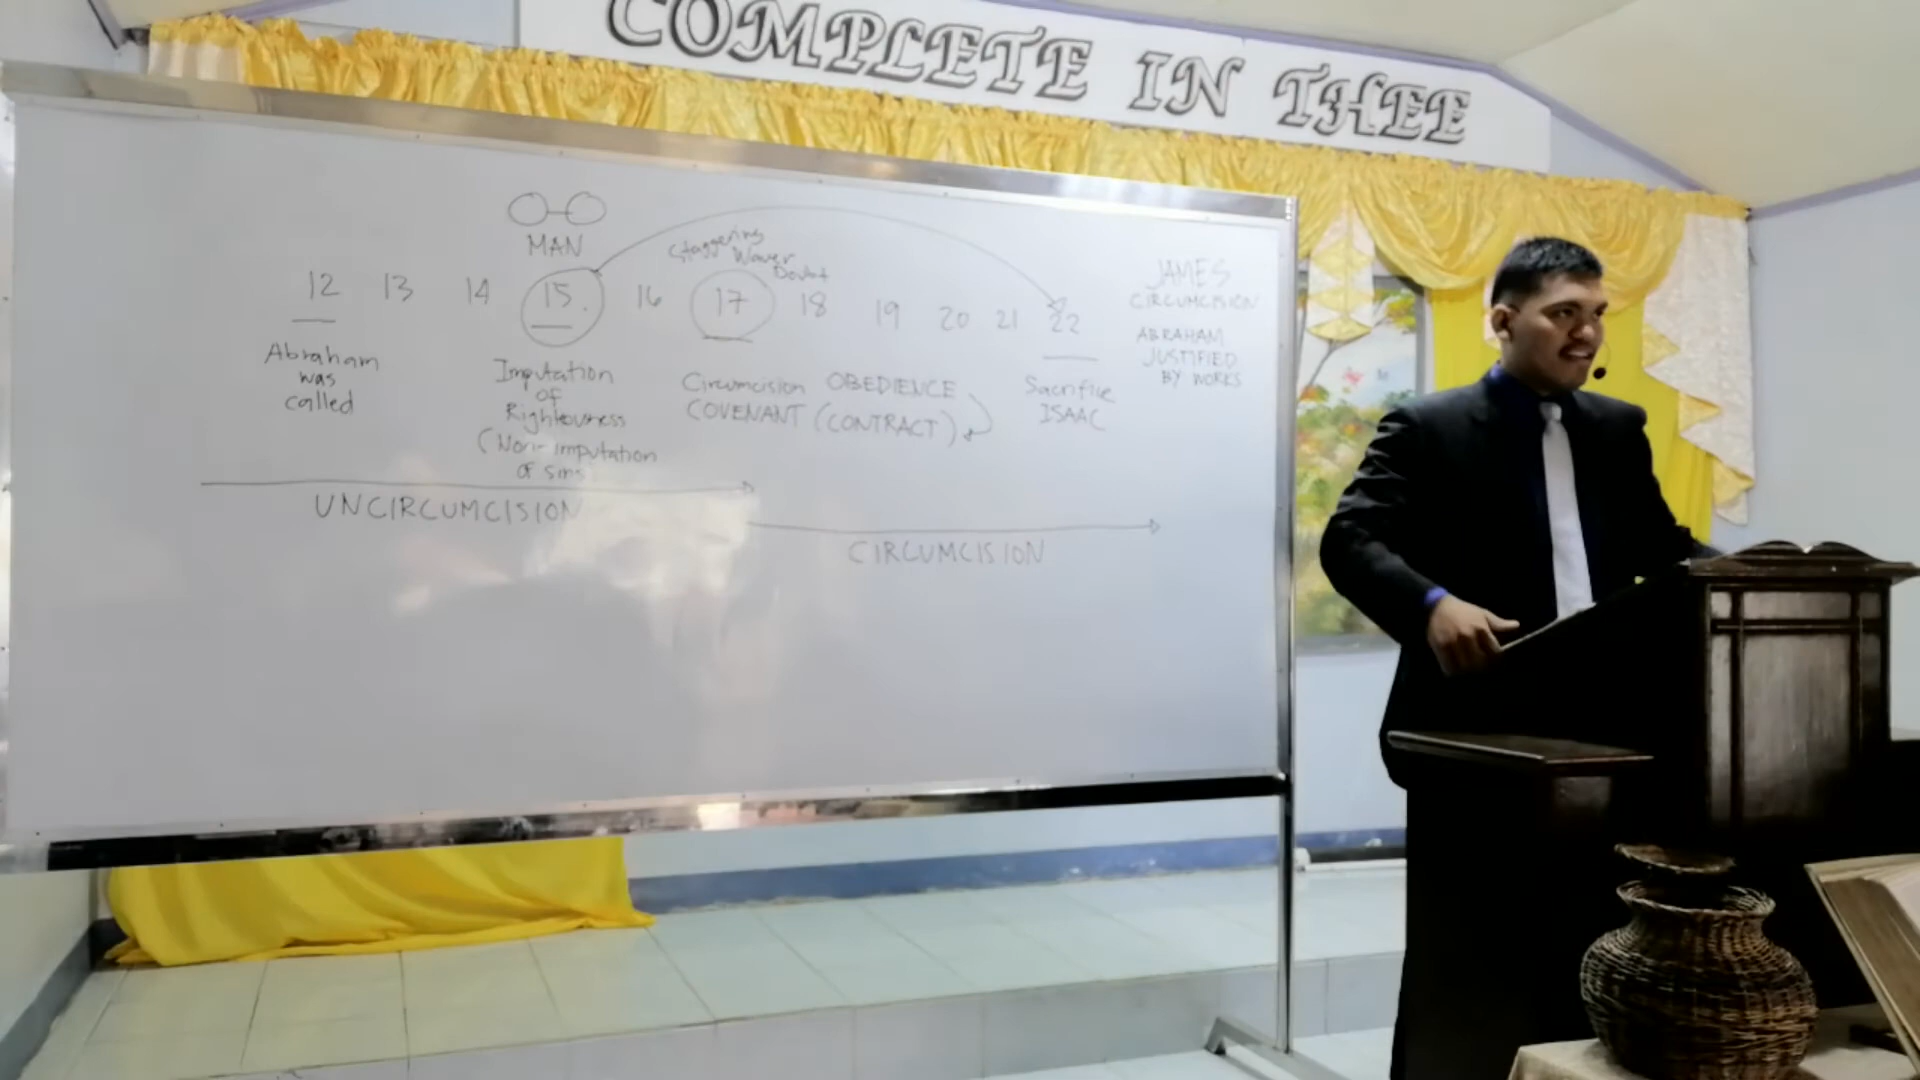 COMPLETE IN THEE
MAN
Staggering
Waver
Doubt
12 13 14 15. 16 17 18 19 20 21 22
Abraham
was
called
Imputation
of
Righteousness
(Non-imputation
of sins
Circumcision OBEDIENCE
COVENANT (CONTRACT)
Sacrifice
ISAAC
JAMES
CIRCUMCISION
ABRAHAM
JUSTIFIED
BY WORKS
UNCIRCUMCISION
CIRCUMCISION